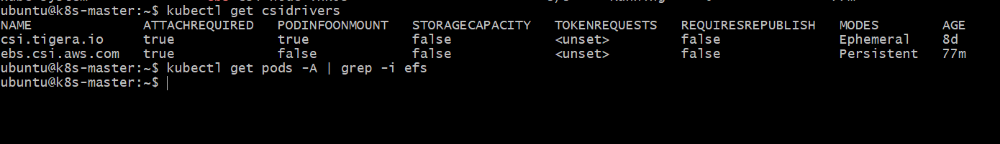 ubuntu@k8s-master:~$ kubectl get csidrivers
NAME ATTACHREQUIRED PODINFOONMOUNT STORAGECAPACITY TOKENREQUESTS REQUIRESREPUBLISH MODES AGE
csi.tigera.io true true false <unset> false Ephemeral 8d
ebs.csi.aws.com true false false <unset> false Persistent 77m
ubuntu@k8s-master:~$ kubectl get pods -A | grep -i efs
ubuntu@k8s-master:~$